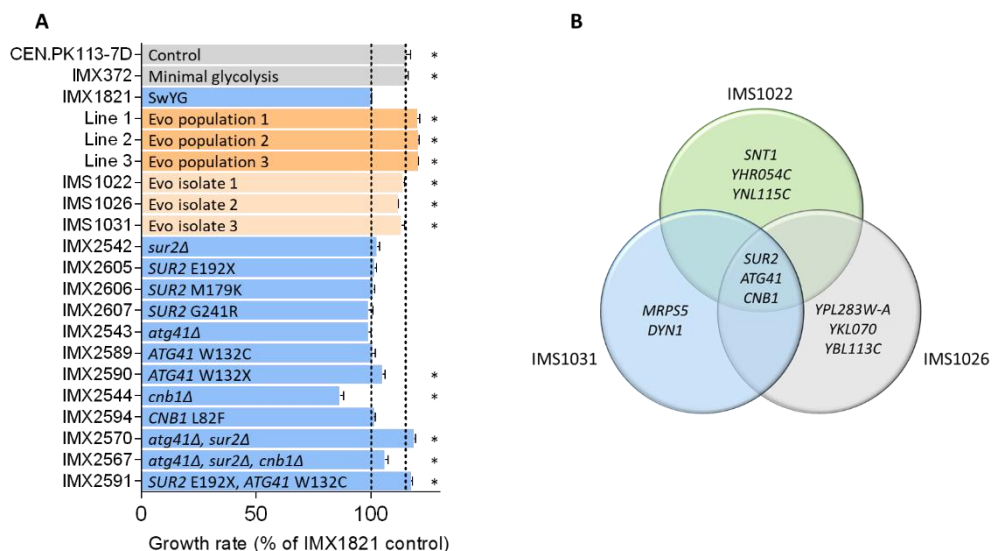 A
CEN.PK113-7D Control *
IMX372 Minimal glycolysis *
IMX1821 SwYG
Line 1 Evo population 1 *
Line 2 Evo population 2 *
Line 3 Evo population 3 *
IMS1022 Evo isolate 1 *
IMS1026 Evo isolate 2 *
IMS1031 Evo isolate 3 *
IMX2542 sur2Δ
IMX2605 SUR2 E192X
IMX2606 SUR2 M179K
IMX2607 SUR2 G241R
IMX2543 atg41Δ
IMX2589 ATG41 W132C
IMX2590 ATG41 W132X *
IMX2544 cnb1Δ *
IMX2594 CNB1 L82F
IMX2570 atg41Δ, sur2Δ *
IMX2567 atg41Δ, sur2Δ, cnb1Δ *
IMX2591 SUR2 E192X, ATG41 W132C *
0 50 100
Growth rate (% of IMX1821 control)
B
IMS1022
SNT1
YHR054C
YNL115C
SUR2
ATG41
CNB1
MRPS5
DYN1
YPL283W-A
YKL070
YBL113C
IMS1031
IMS1026